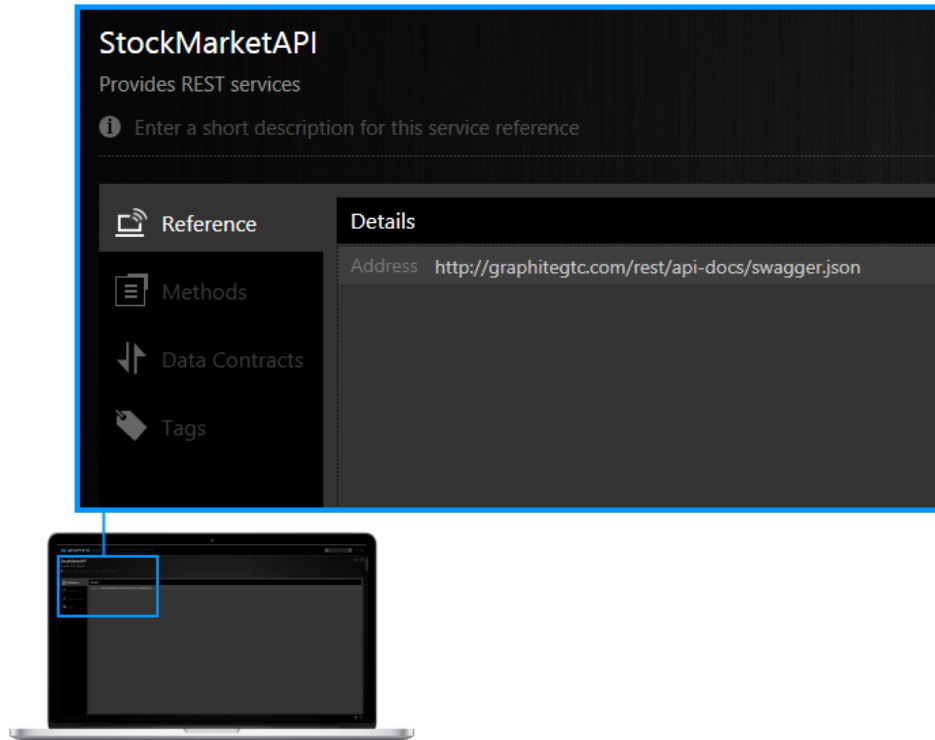 StockMarketAPI
Provides REST services
Enter a short description for this service reference
Reference
Details
Address http://graphitegtc.com/rest/api-docs/swagger.json
Methods
Data Contracts
Tags